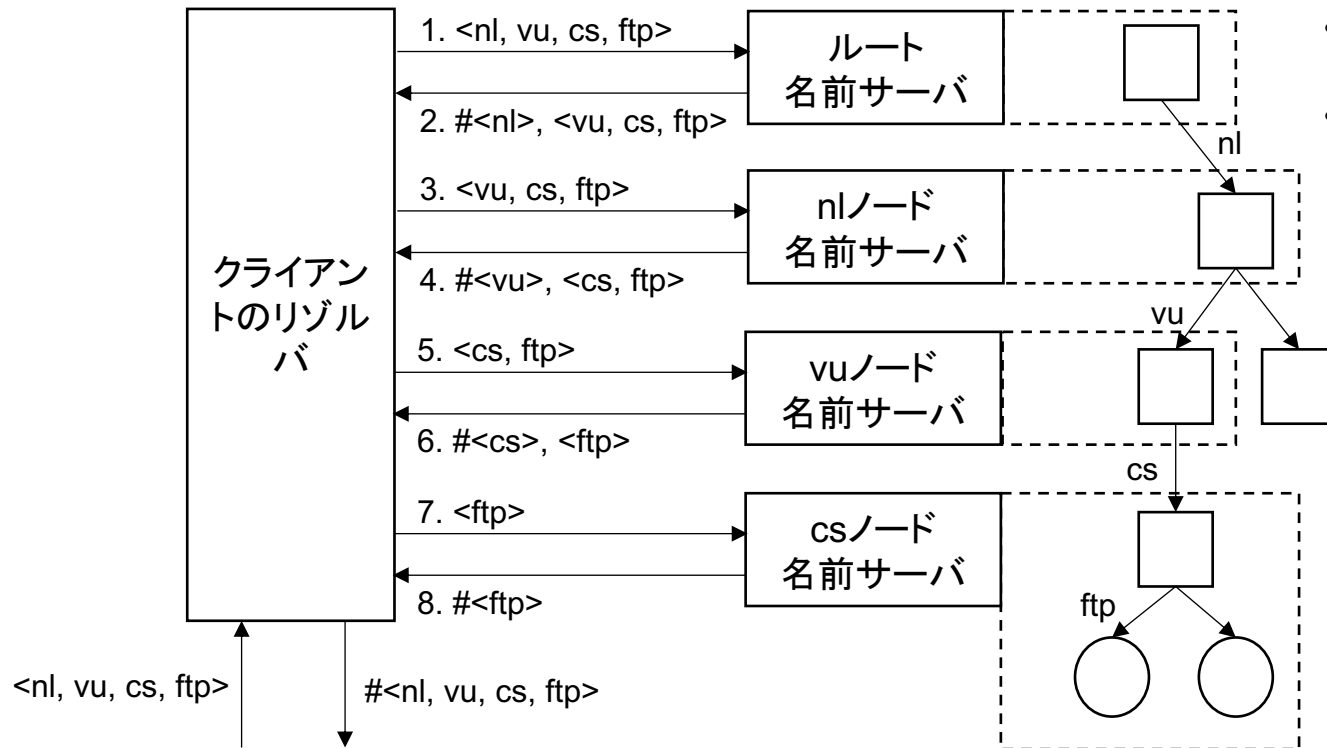 1. <nl, vu, cs, ftp>
ルート
名前サーバ
2. #<nl>, <vu, cs, ftp>
nl
3. <vu, cs, ftp>
nlノード
名前サーバ
4. #<vu>, <cs, ftp>
クライアン
トのリゾル
バ
vu
5. <cs, ftp>
vuノード
名前サーバ
6. #<cs>, <ftp>
cs
7. <ftp>
csノード
名前サーバ
8. #<ftp>
ftp
<nl, vu, cs, ftp>
#<nl, vu, cs, ftp>